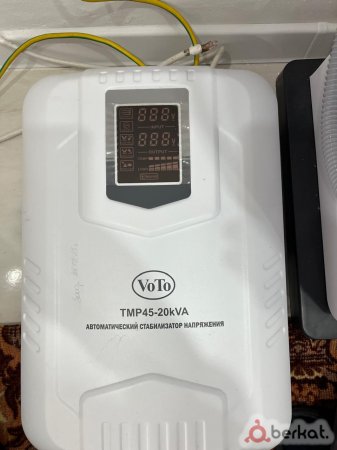 888V
INPUT
888V
OUTPUT
VoTo
TMP45-20kVA
АВТОМАТИЧЕСКИЙ СТАБИЛИЗАТОР НАПРЯЖЕНИЯ
berkat.